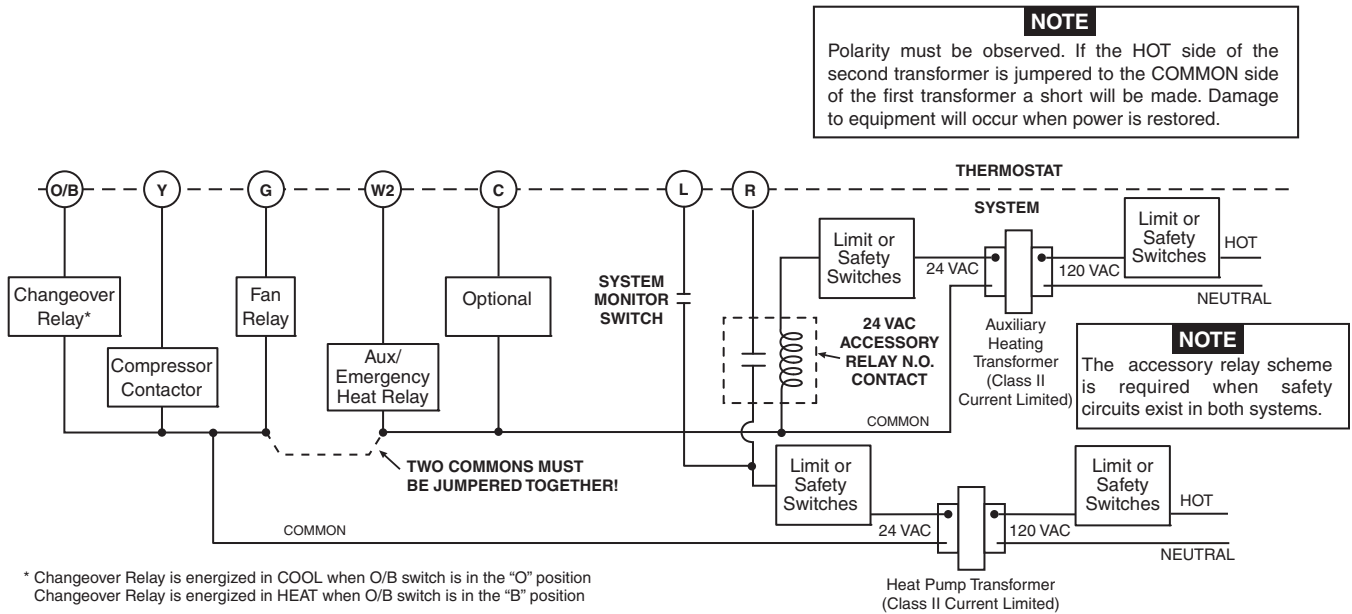 NOTE
Polarity must be observed. If the HOT side of the
second transformer is jumpered to the COMMON side
of the first transformer a short will be made. Damage
to equipment will occur when power is restored.
THERMOSTAT
O/B
Y
G
W2
C
L
R
SYSTEM
Changeover
Relay*
Compressor
Contactor
Fan
Relay
Aux/
Emergency
Heat Relay
Optional
SYSTEM
MONITOR
SWITCH
24 VAC
ACCESSORY
RELAY N.O.
CONTACT
Limit or
Safety
Switches
24 VAC
120 VAC
Limit or
Safety
Switches
HOT
NEUTRAL
Auxiliary
Heating
Transformer
(Class II
Current Limited)
NOTE
The accessory relay scheme
is required when safety
circuits exist in both systems.
COMMON
TWO COMMONS MUST
BE JUMPERED TOGETHER!
Limit or
Safety
Switches
24 VAC
120 VAC
Limit or
Safety
Switches
HOT
NEUTRAL
COMMON
Heat Pump Transformer
(Class II Current Limited)
* Changeover Relay is energized in COOL when O/B switch is in the “O” position
Changeover Relay is energized in HEAT when O/B switch is in the “B” position